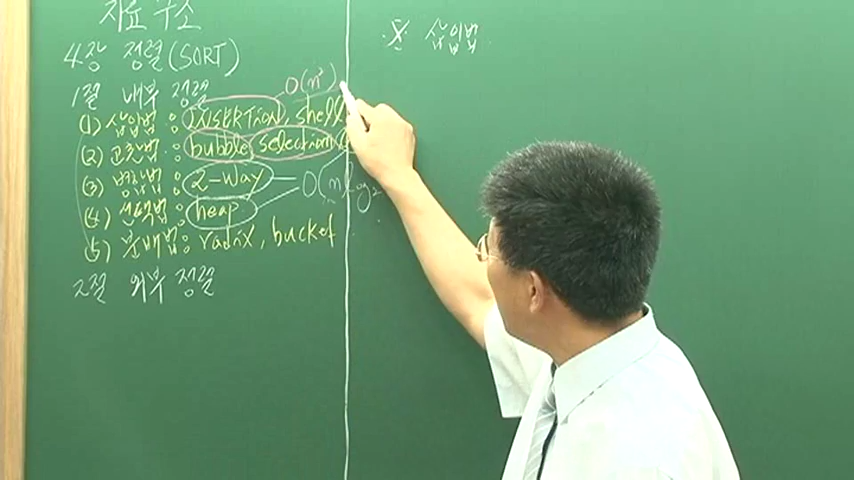 자료 구조
4장 정렬(SORT)
1절 내부 정렬
O(n²)
(1) 삽입법 : INSERTION, shell
(2) 교환법 : bubble, selection,
(3) 병합법 : 2-way
O(n log₂
(4) 선택법 : heap
(5) 분배법 : radix, bucket
2절 외부 정렬
※ 삽입법